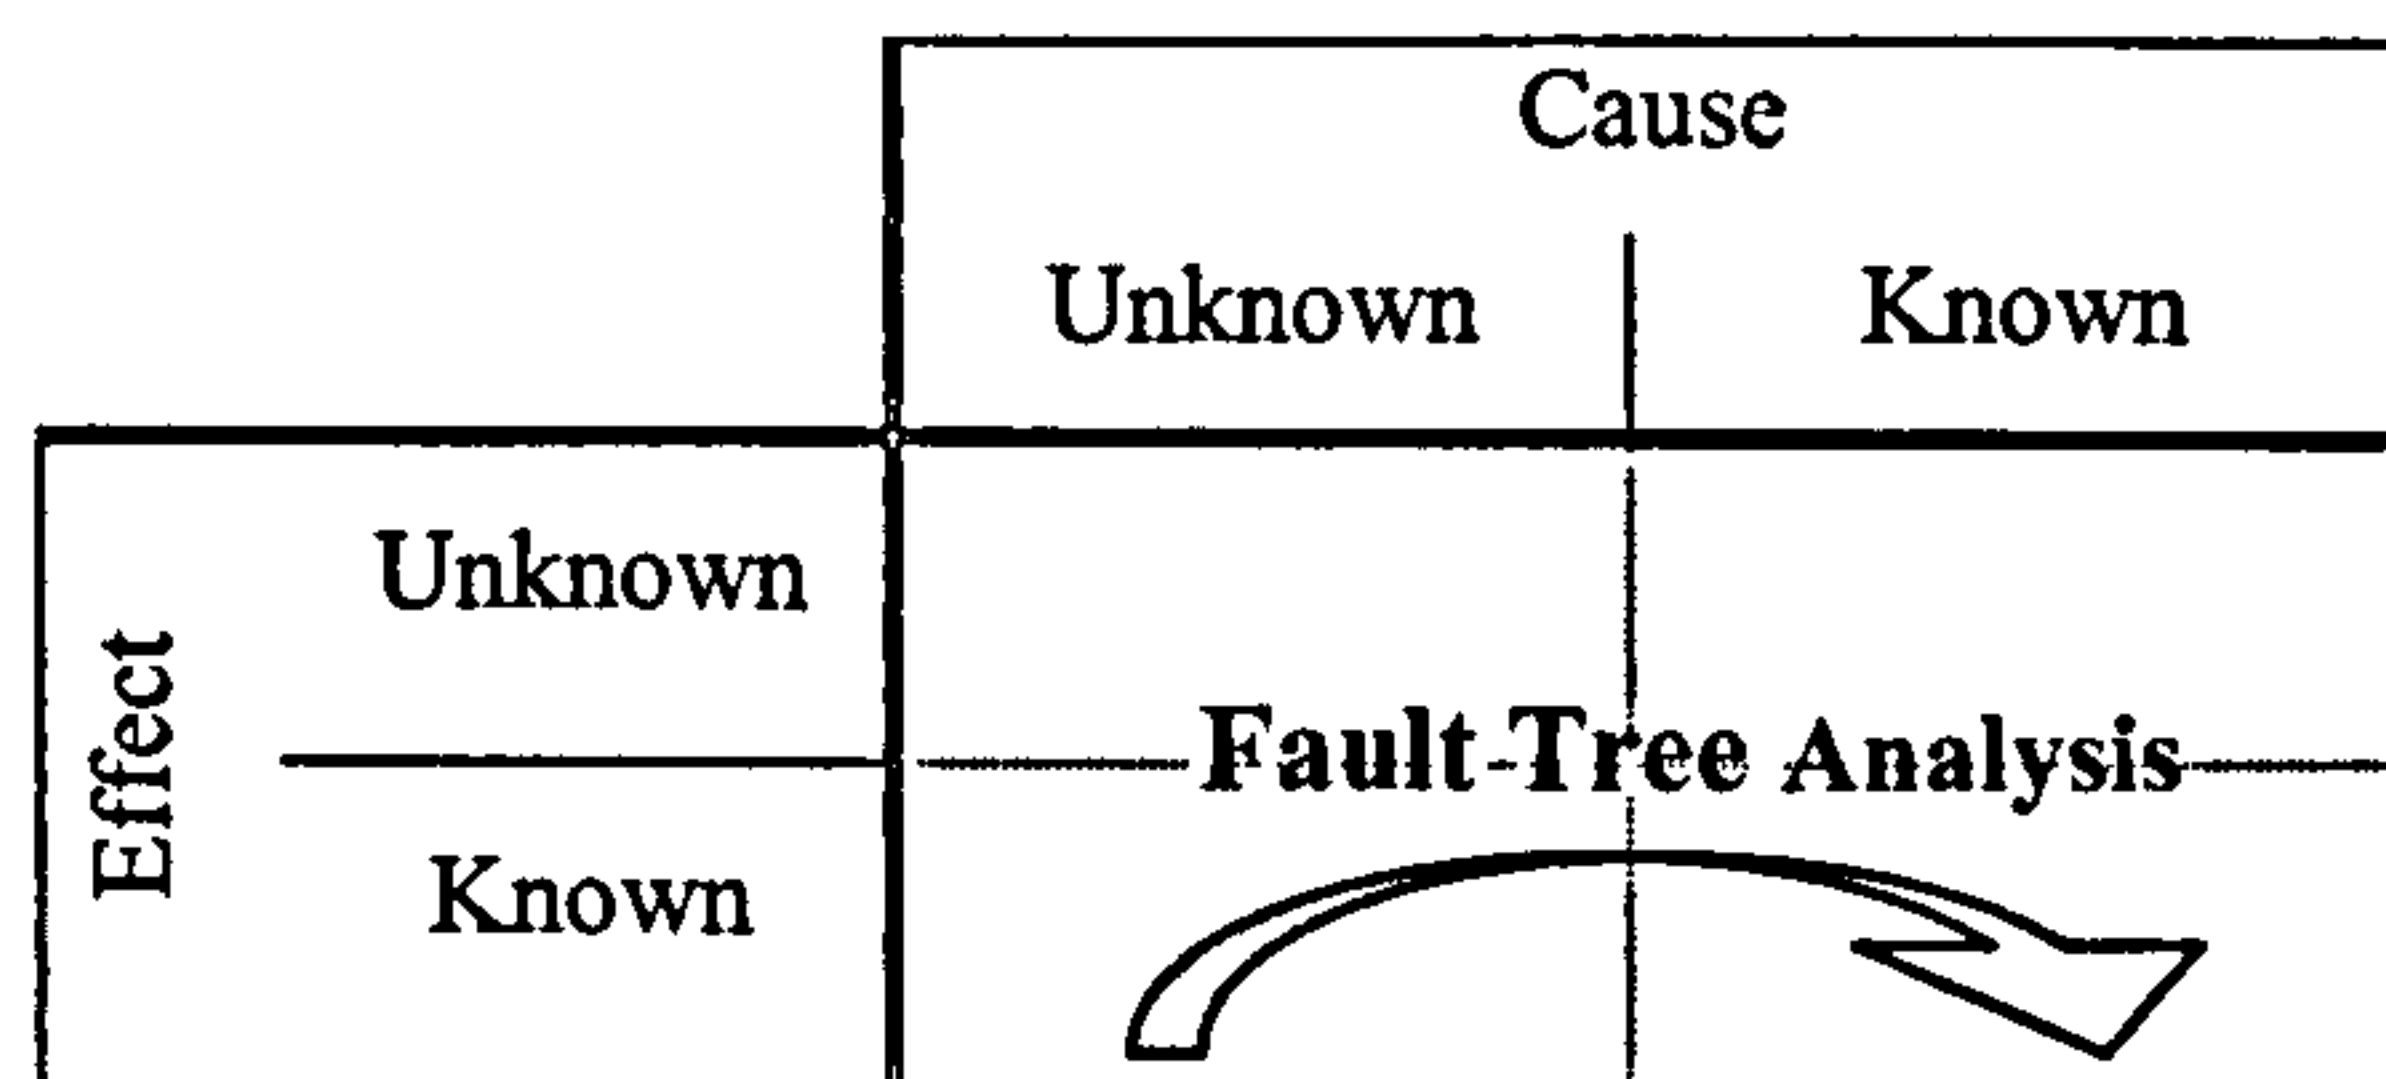 Cause
Unknown Known
Unknown
Effect
Fault Tree Analysis
Known